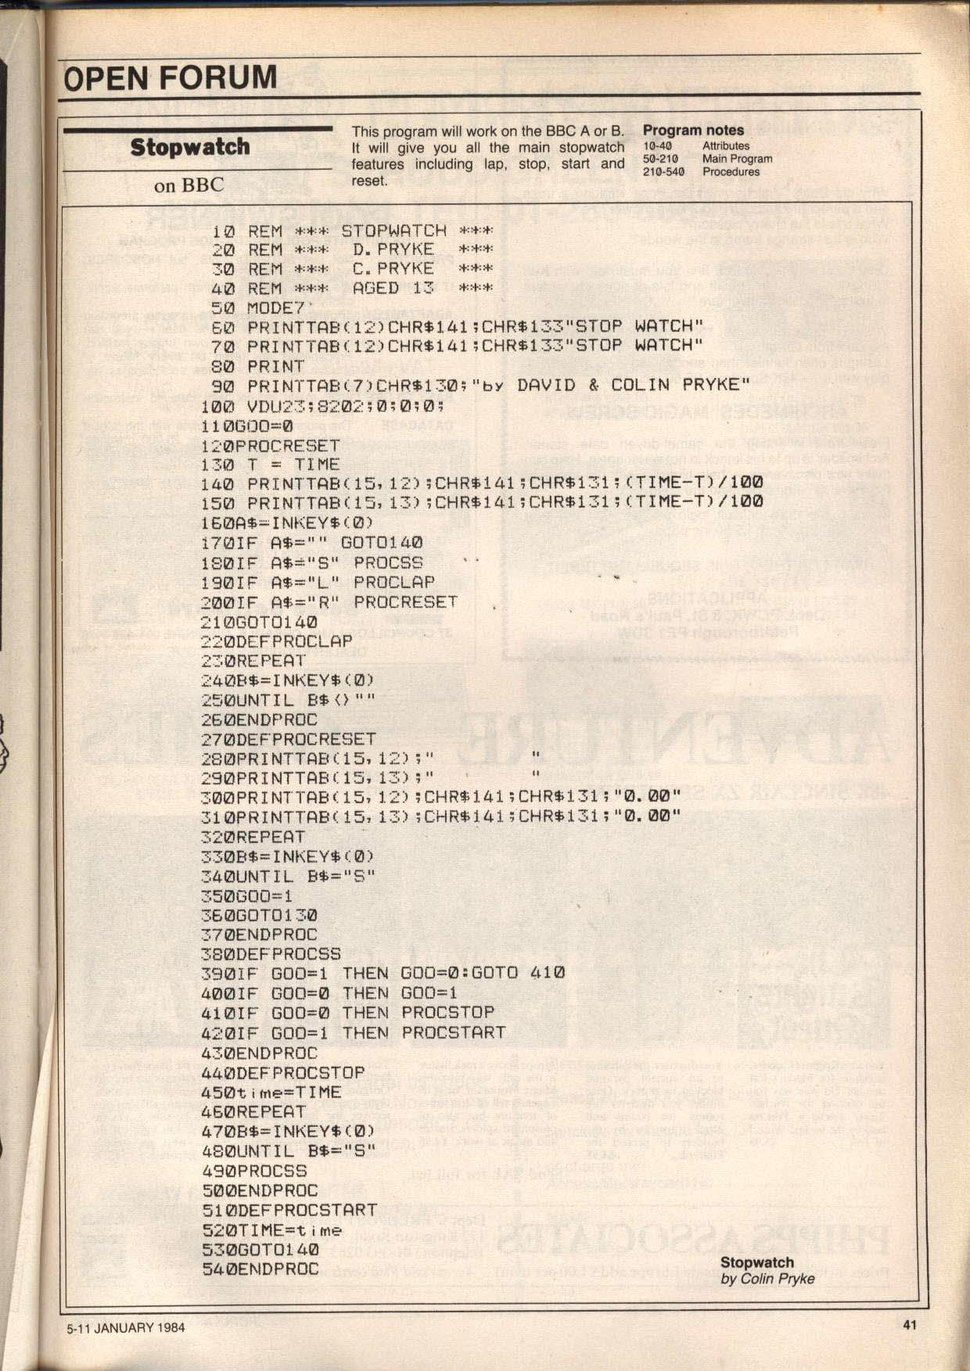 OPEN FORUM
Stopwatch
on BBC
This program will work on the BBC A or B.
It will give you all the main stopwatch
features including lap, stop, start and
reset.
Program notes
10-40 Attributes
50-210 Main Program
210-540 Procedures
10 REM *** STOPWATCH ***
20 REM *** D.PRYKE ***
30 REM *** C.PRYKE ***
40 REM *** AGED 13 ***
50 MODE7
60 PRINTTAB(12)CHR$141;CHR$133"STOP WATCH"
70 PRINTTAB(12)CHR$141;CHR$133"STOP WATCH"
80 PRINT
90 PRINTTAB(7)CHR$130;"by DAVID & COLIN PRYKE"
100 VDU23;8202;0;0;0;
110GOO=0
120PROCRESET
130 T = TIME
140 PRINTTAB(15,12);CHR$141;CHR$131;(TIME-T)/100
150 PRINTTAB(15,13);CHR$141;CHR$131;(TIME-T)/100
160A$=INKEY$(0)
170IF A$="" GOTO140
180IF A$="S" PROCSS
190IF A$="L" PROCLAP
200IF A$="R" PROCRESET
210GOTO140
220DEFPROCLAP
230REPEAT
240B$=INKEY$(0)
250UNTIL B$<>""
260ENDPROC
270DEFPROCRESET
280PRINTTAB(15,12);"          "
290PRINTTAB(15,13);"          "
300PRINTTAB(15,12);CHR$141;CHR$131;"0.00"
310PRINTTAB(15,13);CHR$141;CHR$131;"0.00"
320REPEAT
330B$=INKEY$(0)
340UNTIL B$="S"
350GOO=1
360GOTO130
370ENDPROC
380DEFPROCSS
390IF GOO=1 THEN GOO=0:GOTO 410
400IF GOO=0 THEN GOO=1
410IF GOO=0 THEN PROCSTOP
420IF GOO=1 THEN PROCSTART
430ENDPROC
440DEFPROCSTOP
450time=TIME
460REPEAT
470B$=INKEY$(0)
480UNTIL B$="S"
490PROCSS
500ENDPROC
510DEFPROCSTART
520TIME=time
530GOTO140
540ENDPROC
Stopwatch
by Colin Pryke
5-11 JANUARY 1984
41